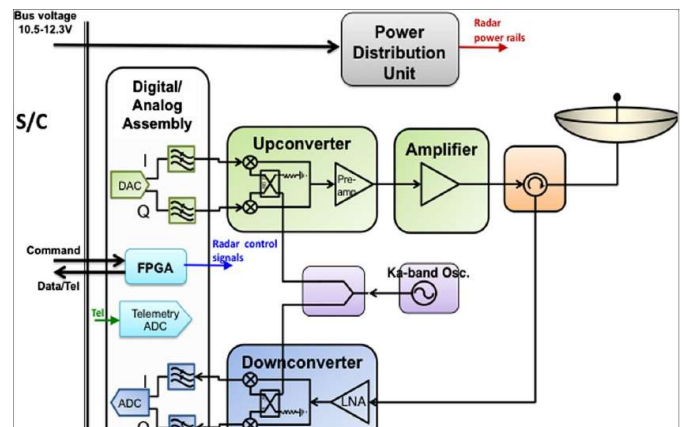 Bus voltage
10.5-12.3V
Power
Distribution
Unit
Radar
power rails
S/C
Digital/
Analog
Assembly
Upconverter
Amplifier
I
DAC
Q
Pre-
amp
Command
Data/Tel
FPGA
Radar control
signals
Ka-band Osc.
Tel
Telemetry
ADC
Downconverter
I
ADC
Q
LNA